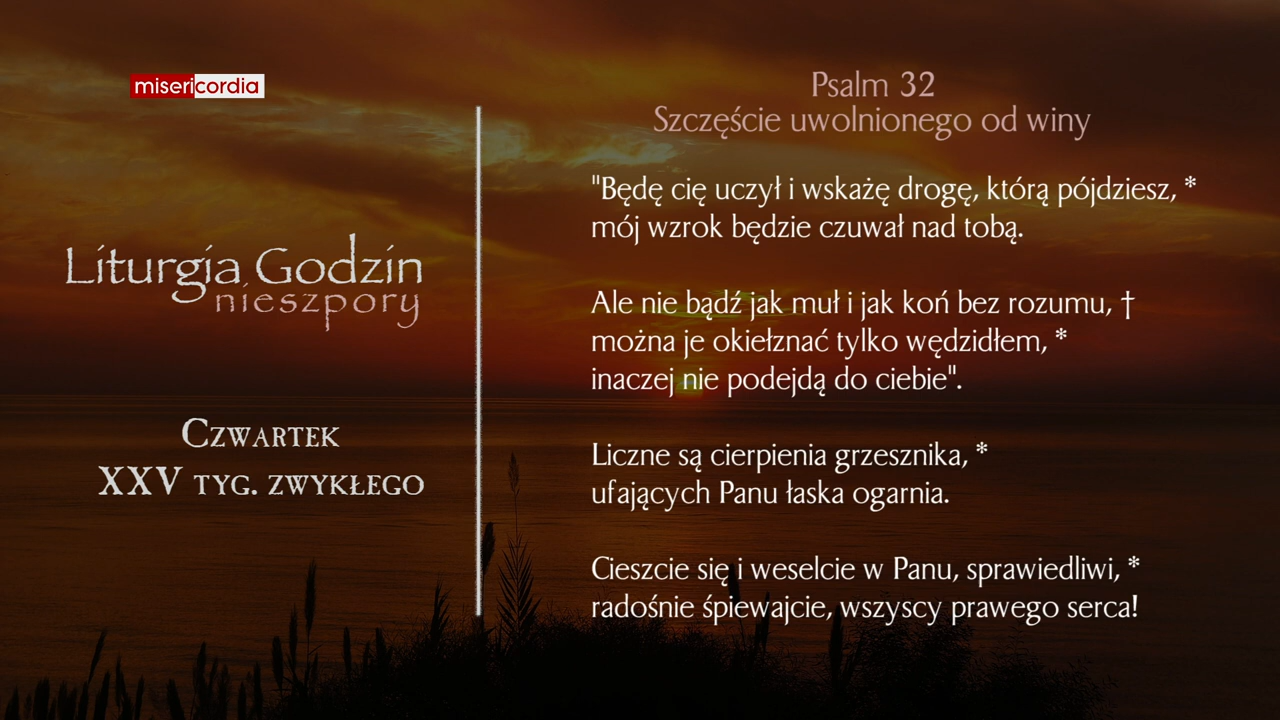 misericordia
Liturgia Godzin
nieszpory
Czwartek
XXV tyg. zwykłego
Psalm 32
Szczęście uwolnionego od winy
"Będę cię uczył i wskażę drogę, którą pójdziesz, *
mój wzrok będzie czuwał nad tobą.
Ale nie bądź jak muł i jak koń bez rozumu, †
można je okiełznać tylko wędzidłem, *
inaczej nie podejdą do ciebie".
Liczne są cierpienia grzesznika, *
ufających Panu łaska ogarnia.
Cieszcie się i weselcie w Panu, sprawiedliwi, *
radośnie śpiewajcie, wszyscy prawego serca!